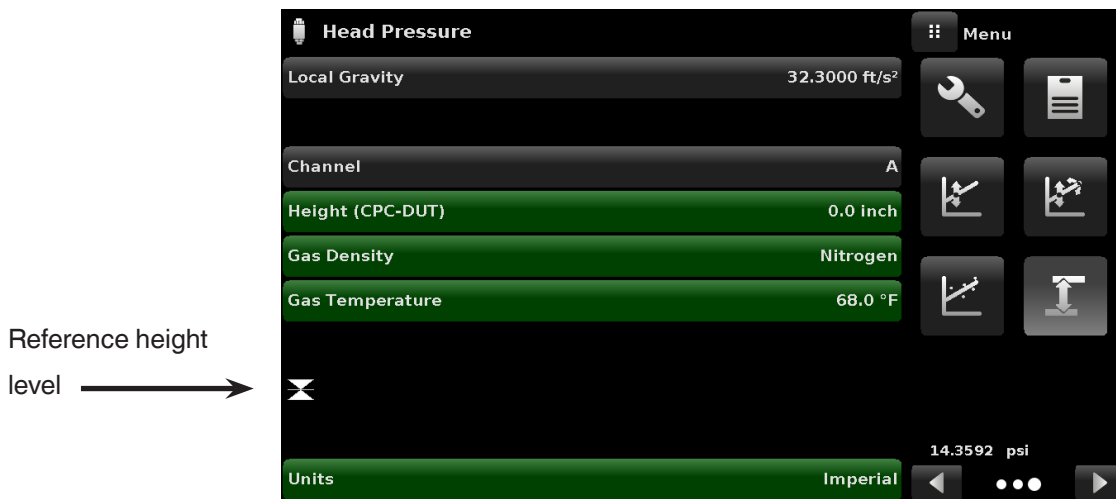 Head Pressure
Menu
Local Gravity 32.3000 ft/s²
Channel A
Height (CPC-DUT) 0.0 inch
Gas Density Nitrogen
Gas Temperature 68.0 °F
Reference height
level
14.3592 psi
Units Imperial